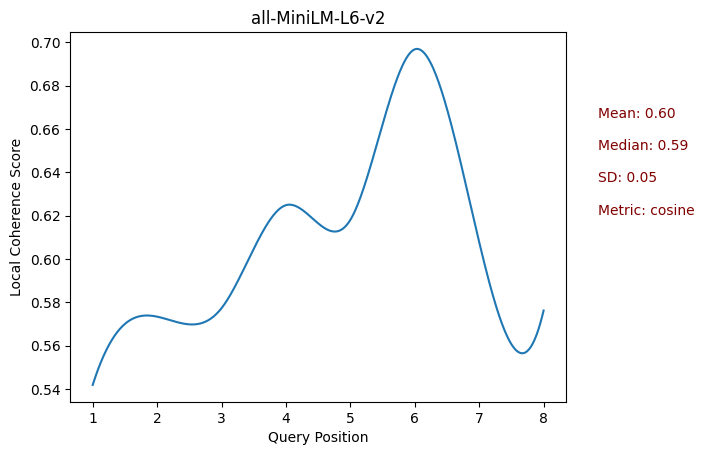 all-MiniLM-L6-v2
0.70
0.68
0.66
0.64
0.62
0.60
0.58
0.56
0.54
Local Coherence Score
1 2 3 4 5 6 7 8
Query Position
Mean: 0.60
Median: 0.59
SD: 0.05
Metric: cosine